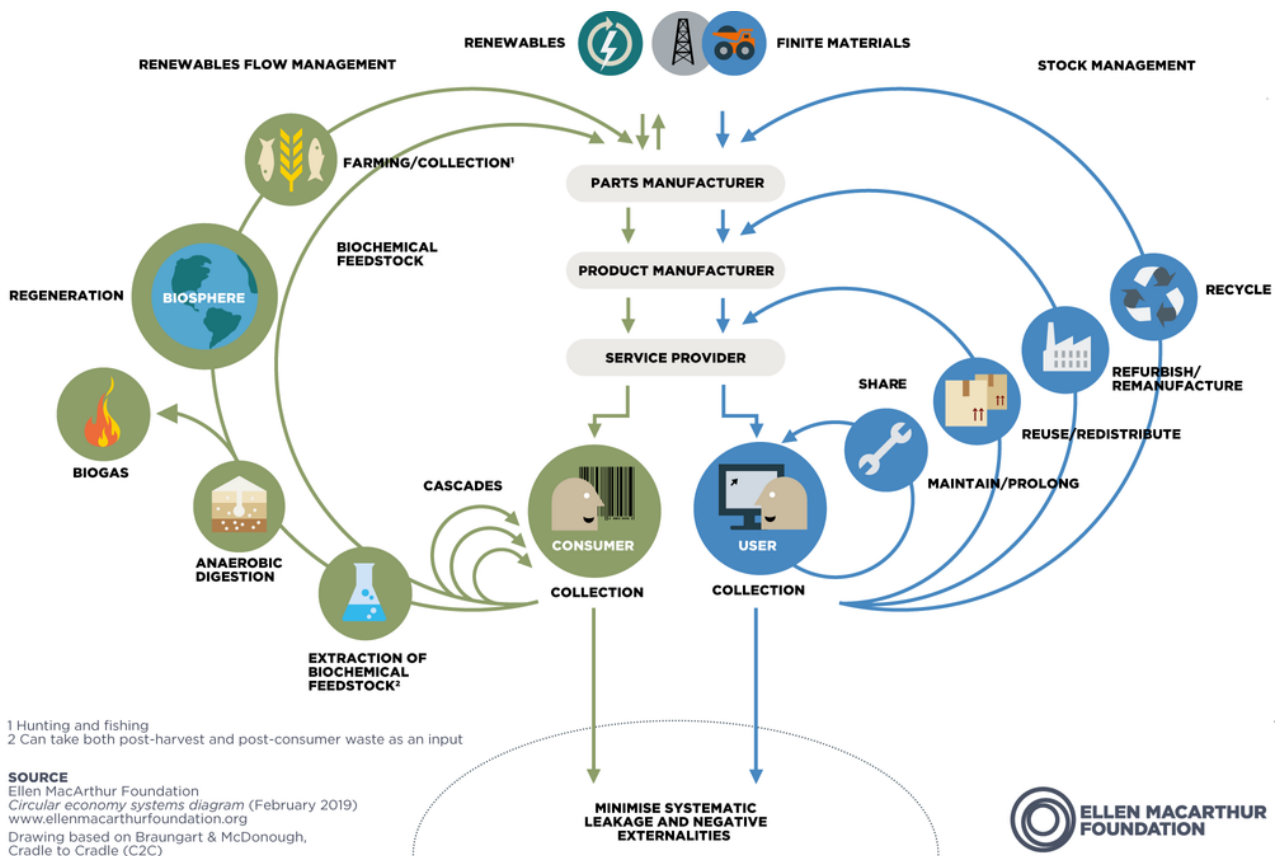 RENEWABLES
FINITE MATERIALS
RENEWABLES FLOW MANAGEMENT
STOCK MANAGEMENT
FARMING/COLLECTION¹
PARTS MANUFACTURER
BIOCHEMICAL
FEEDSTOCK
PRODUCT MANUFACTURER
REGENERATION
BIOSPHERE
RECYCLE
SERVICE PROVIDER
REFURBISH/
REMANUFACTURE
SHARE
REUSE/REDISTRIBUTE
BIOGAS
CASCADES
MAINTAIN/PROLONG
CONSUMER
USER
ANAEROBIC
DIGESTION
COLLECTION
COLLECTION
EXTRACTION OF
BIOCHEMICAL
FEEDSTOCK²
1 Hunting and fishing
2 Can take both post-harvest and post-consumer waste as an input
SOURCE
Ellen MacArthur Foundation
Circular economy systems diagram (February 2019)
www.ellenmacarthurfoundation.org
Drawing based on Braungart & McDonough,
Cradle to Cradle (C2C)
MINIMISE SYSTEMATIC
LEAKAGE AND NEGATIVE
EXTERNALITIES
ELLEN MACARTHUR
FOUNDATION